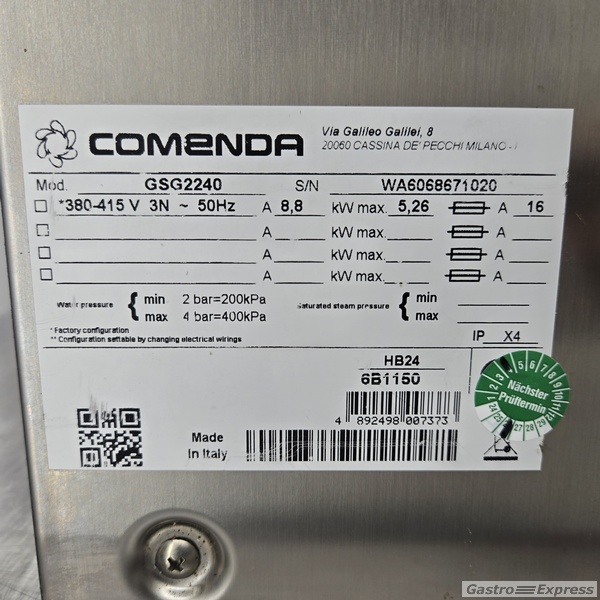 COMENDA
Via Galileo Galilei, 8
20060 CASSINA DE' PECCHI MILANO - I
Mod. GSG2240 S/N WA6068671020
*380-415 V 3N ~ 50Hz A 8,8 kW max. 5,26 A 16
A kW max. A
A kW max. A
A kW max. A
Water pressure { min 2 bar=200kPa
max 4 bar=400kPa
Saturated steam pressure {
* Factory configuration
** Configuration settable by changing electrical wirings
IP X4
HB24
6B1150
4 892498 007373
Made
in Italy
Nächster
Prüftermin
Gastro Express